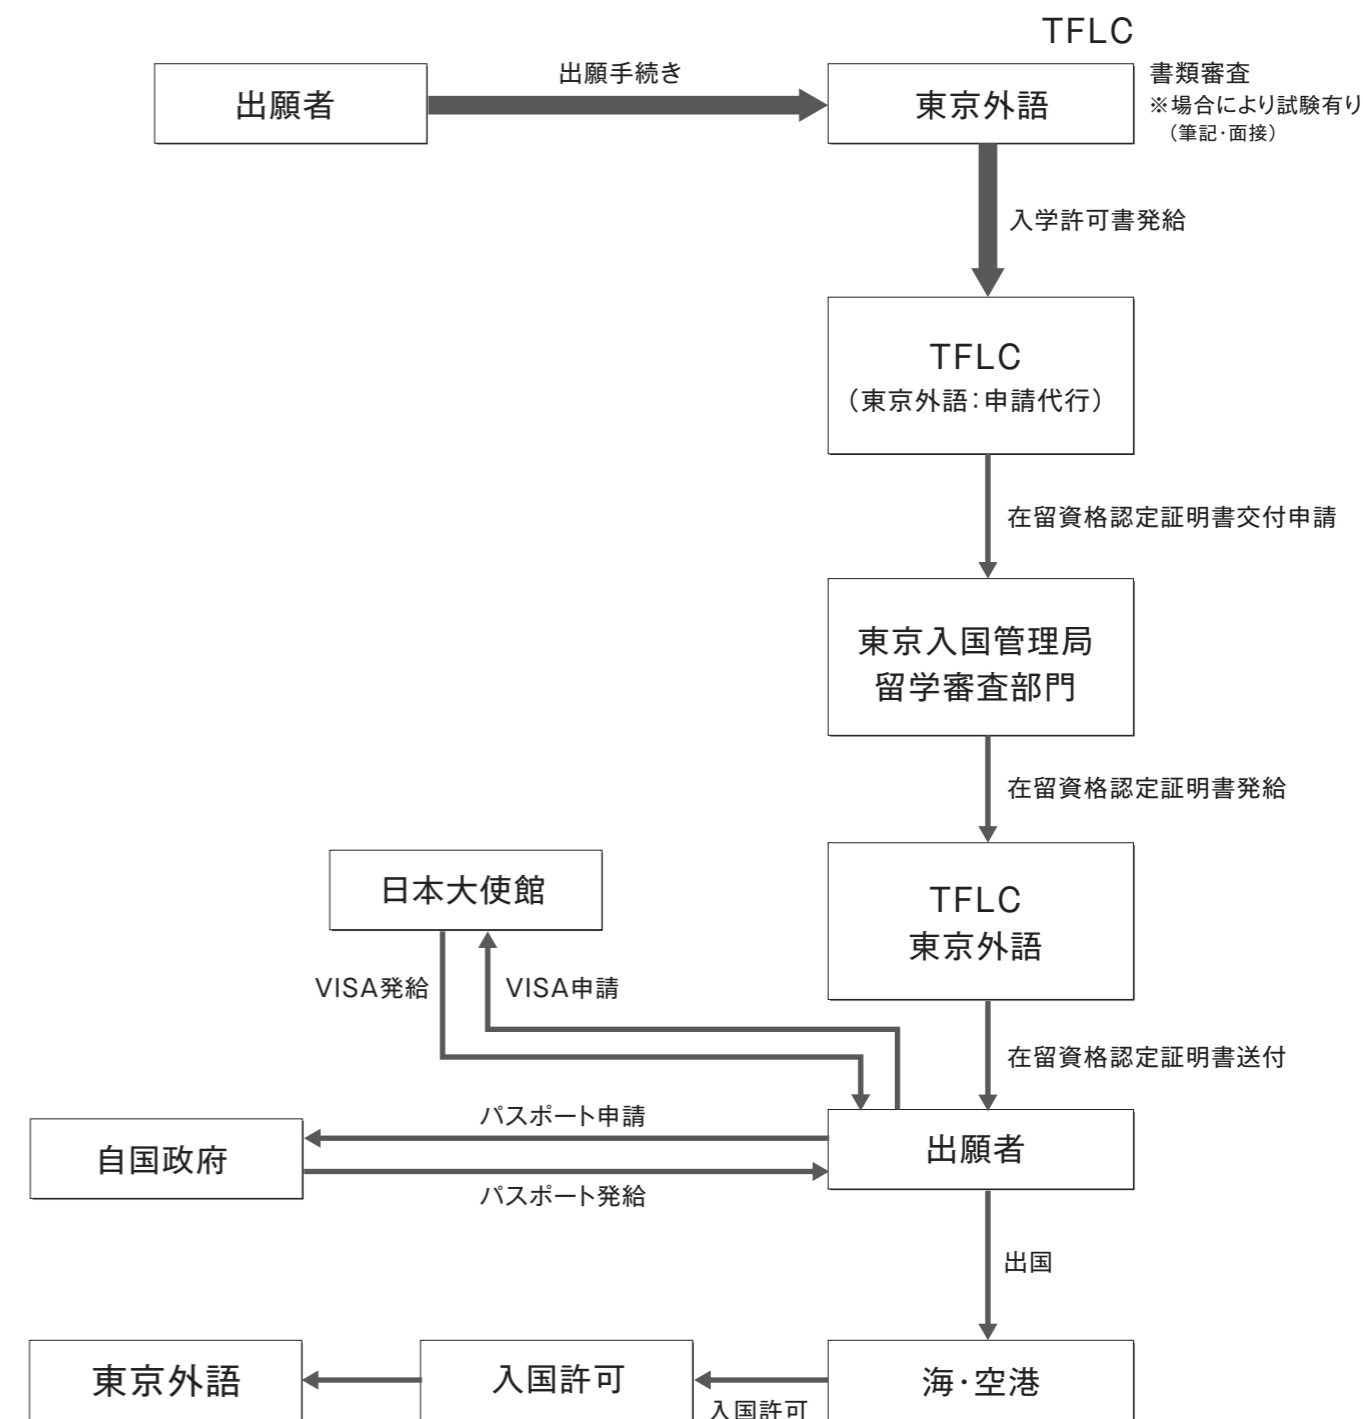 TFLC
出願者
出願手続き
東京外語
書類審査
※場合により試験有り
（筆記・面接）
入学許可書発給
TFLC
（東京外語：申請代行）
在留資格認定証明書交付申請
東京入国管理局
留学審査部門
在留資格認定証明書発給
日本大使館
TFLC
東京外語
VISA発給
VISA申請
在留資格認定証明書送付
パスポート申請
自国政府
出願者
パスポート発給
出国
東京外語
入国許可
海・空港
入国許可